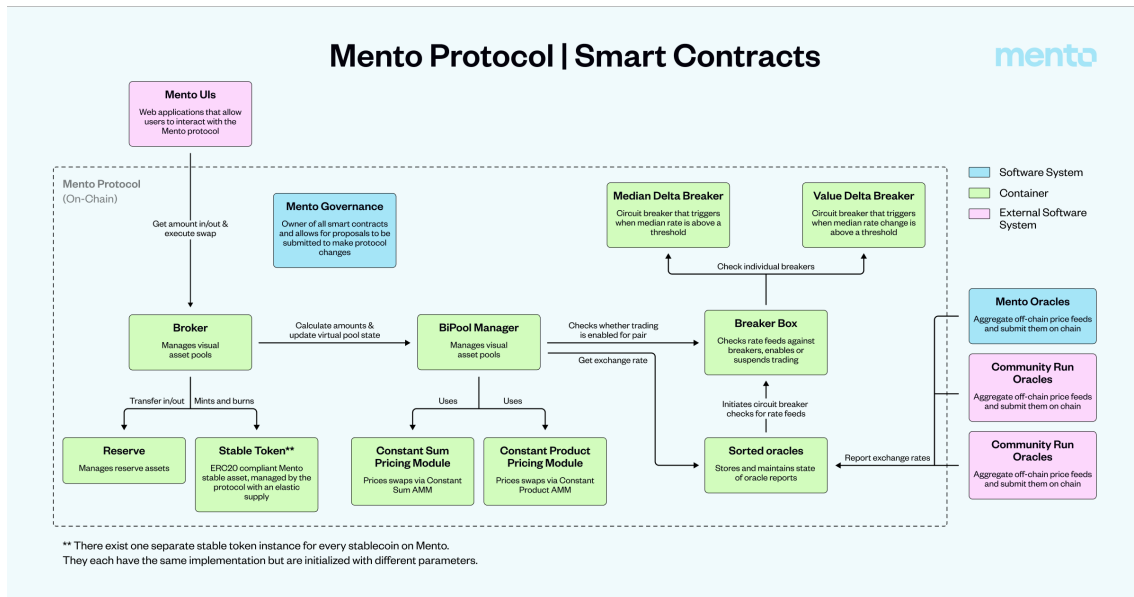 Mento Protocol | Smart Contracts
mento
Mento UIs
Web applications that allow
users to interact with the
Mento protocol
Mento Protocol
(On-Chain)
Get amount in/out &
execute swap
Mento Governance
Owner of all smart contracts
and allows for proposals to be
submitted to make protocol
changes
Median Delta Breaker
Circuit breaker that triggers
when median rate is above a
threshold
Value Delta Breaker
Circuit breaker that triggers
when median rate change is
above a threshold
Software System
Container
External Software
System
Check individual breakers
Broker
Manages visual
asset pools
Calculate amounts &
update virtual pool state
BiPool Manager
Manages visual
asset pools
Checks whether trading
is enabled for pair
Get exchange rate
Breaker Box
Checks rate feeds against
breakers, enables or
suspends trading
Mento Oracles
Aggregate off-chain price feeds
and submit them on chain
Community Run
Oracles
Aggregate off-chain price feeds
and submit them on chain
Community Run
Oracles
Aggregate off-chain price feeds
and submit them on chain
Transfer in/out
Mints and burns
Uses
Uses
Initiates circuit breaker
checks for rate feeds
Reserve
Manages reserve assets
Stable Token**
ERC20 compliant Mento
stable asset, managed by the
protocol with an elastic
supply
Constant Sum
Pricing Module
Prices swaps via Constant
Sum AMM
Constant Product
Pricing Module
Prices swaps via Constant
Product AMM
Sorted oracles
Stores and maintains state
of oracle reports
Report exchange rates
** There exist one separate stable token instance for every stablecoin on Mento.
They each have the same implementation but are initialized with different parameters.